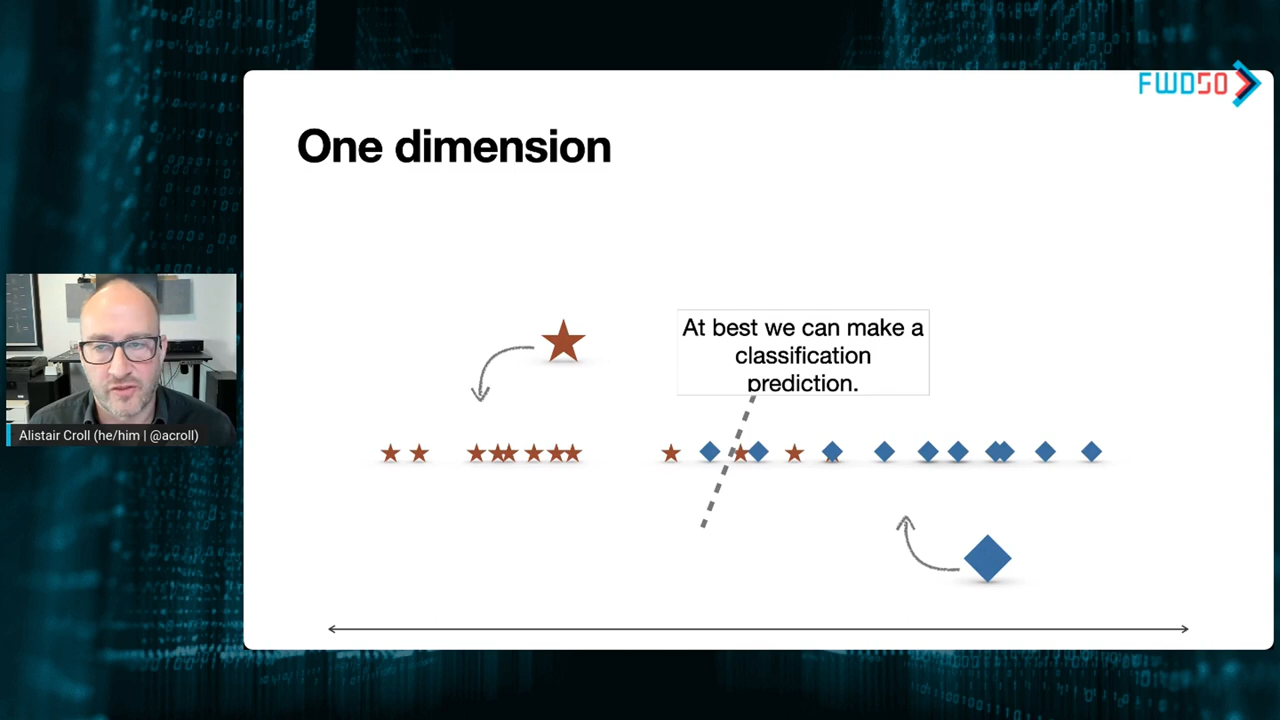 FWD50
One dimension
At best we can make a
classification
prediction.
Alistair Croll (he/him | @acroll)